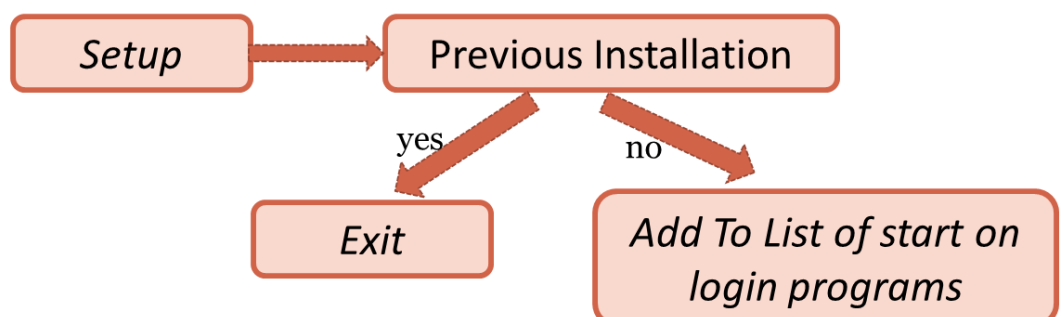 Setup
Previous Installation
yes
no
Exit
Add To List of start on
login programs